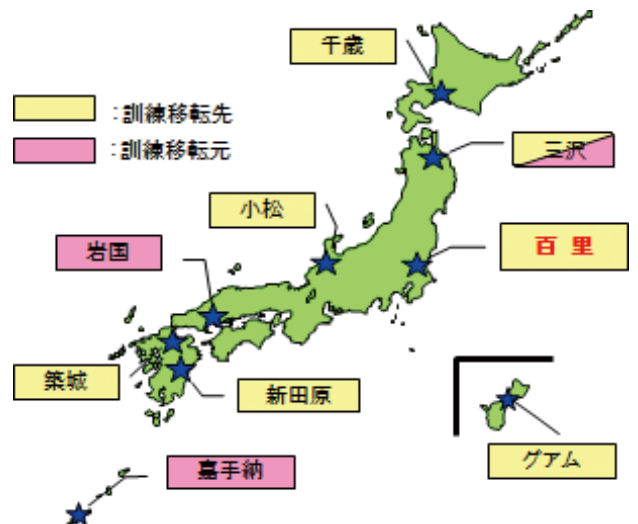 千歳
：訓練移転先
：訓練移転元
三沢
小松
百 里
岩国
築城
新田原
グアム
嘉手納